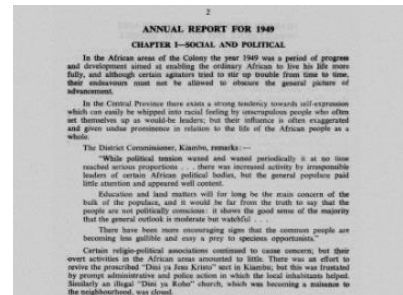 2
ANNUAL REPORT FOR 1949
CHAPTER I—SOCIAL AND POLITICAL
In the African areas of the Colony the year 1949 was a period of progress
and development aimed at enabling the ordinary African to live his life more
fully, and although certain agitators tried to stir up trouble from time to time,
their endeavours must not be allowed to obscure the general picture of
advancement.
In the Central Province there exists a strong tendency towards self-expression
which can easily be whipped into racial feeling by unscrupulous people who often
set themselves up as would-be leaders; but their influence is often exaggerated
and given undue prominence in relation to the life of the African people as a
whole.
The District Commissioner, Kiambu, remarks:—
"While political tension waxed and waned periodically it at no time
reached serious proportions . . . there was increased activity by irresponsible
leaders of certain African political bodies, but the general populace paid
little attention and appeared well content.
Education and land matters will for long be the main concern of the
bulk of the populace, and it would be far from the truth to say that the
people are not politically conscious: it shows the good sense of the majority
that the general outlook is moderate but watchful . . .
There have been more encouraging signs that the common people are
becoming less gullible and easy a prey to specious opportunists."
Certain religio-political associations continued to cause concern; but their
overt activities in the African areas amounted to little. There was an effort to
revive the proscribed "Dini ya Jesu Kristo" sect in Kiambu; but this was frustrated
by prompt administrative and police action in which the local inhabitants helped.
Similarly an illegal "Dini ya Roho" church, which was becoming a nuisance to
the neighbourhood, was closed.